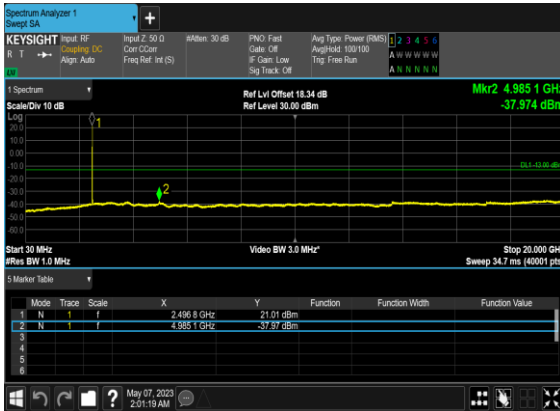 Spectrum Analyzer 1
Swept SA
KEYSIGHT
R T
Input: RF
Coupling: DC
Align: Auto
Input Z: 50 Ω
Corr CCorr
Freq Ref: Int (S)
#Atten: 30 dB
PNO: Fast
Gate: Off
IF Gain: Low
Sig Track: Off
Avg Type: Power (RMS)
Avg|Hold: 100/100
Trig: Free Run
1 2 3 4 5 6
A W W W W W
A N N N N N
1 Spectrum
Scale/Div 10 dB
Ref Lvl Offset 18.34 dB
Ref Level 30.00 dBm
Mkr2 4.985 1 GHz
-37.974 dBm
Log
20.0
10.0
0.00
-10.0
-20.0
-30.0
-40.0
-50.0
-60.0
1
2
DL1 -13.00 dBm
Start 30 MHz
#Res BW 1.0 MHz
Video BW 3.0 MHz*
Stop 20.000 GHz
Sweep 34.7 ms (40001 pts)
5 Marker Table
Mode Trace Scale X Y Function Function Width Function Value
1 N 1 f 2.496 8 GHz 21.01 dBm
2 N 1 f 4.985 1 GHz -37.97 dBm
3
4
5
6
?
May 07, 2023
2:01:19 AM